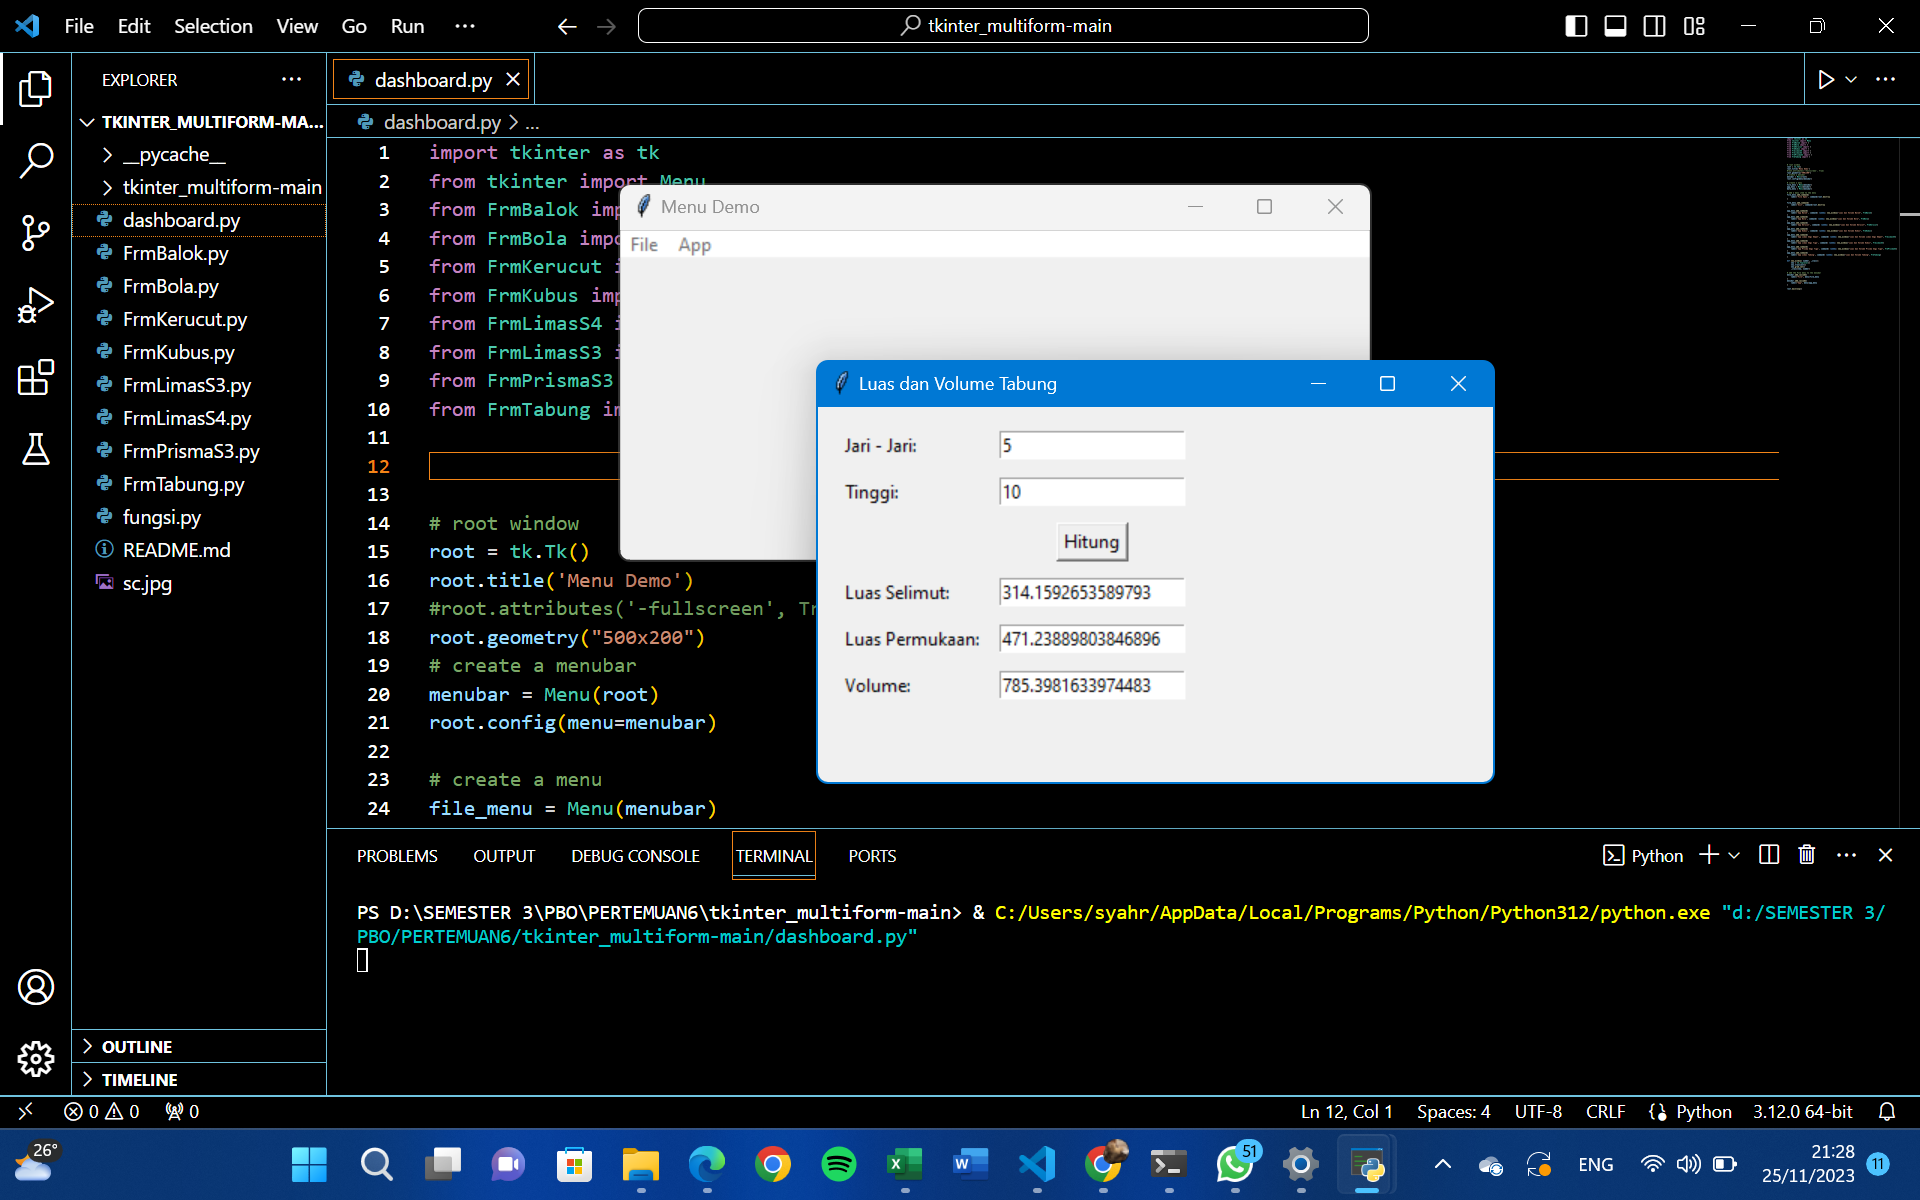 File Edit Selection View Go Run ...
tkinter_multiform-main
EXPLORER
TKINTER_MULTIFORM-MA...
__pycache__
tkinter_multiform-main
dashboard.py
FrmBalok.py
FrmBola.py
FrmKerucut.py
FrmKubus.py
FrmLimasS3.py
FrmLimasS4.py
FrmPrismaS3.py
FrmTabung.py
fungsi.py
README.md
sc.jpg
OUTLINE
TIMELINE
dashboard.py
dashboard.py > ...
1 import tkinter as tk
2 from tkinter import Menu
3 from FrmBalok imp
4 from FrmBola impo
5 from FrmKerucut i
6 from FrmKubus imp
7 from FrmLimasS4 i
8 from FrmLimasS3 i
9 from FrmPrismaS3
10 from FrmTabung im
11
12
13
14 # root window
15 root = tk.Tk()
16 root.title('Menu Demo')
17 #root.attributes('-fullscreen', Tr
18 root.geometry("500x200")
19 # create a menubar
20 menubar = Menu(root)
21 root.config(menu=menubar)
22
23 # create a menu
24 file_menu = Menu(menubar)
Menu Demo
File App
Luas dan Volume Tabung
Jari - Jari: 5
Tinggi: 10
Hitung
Luas Selimut: 314.1592653589793
Luas Permukaan: 471.23889803846896
Volume: 785.3981633974483
PROBLEMS OUTPUT DEBUG CONSOLE TERMINAL PORTS
Python
PS D:\SEMESTER 3\PBO\PERTEMUAN6\tkinter_multiform-main> & C:/Users/syahr/AppData/Local/Programs/Python/Python312/python.exe "d:/SEMESTER 3/
PBO/PERTEMUAN6/tkinter_multiform-main/dashboard.py"
0 0 0
Ln 12, Col 1 Spaces: 4 UTF-8 CRLF Python 3.12.0 64-bit
26°
51
ENG
21:28
25/11/2023
11